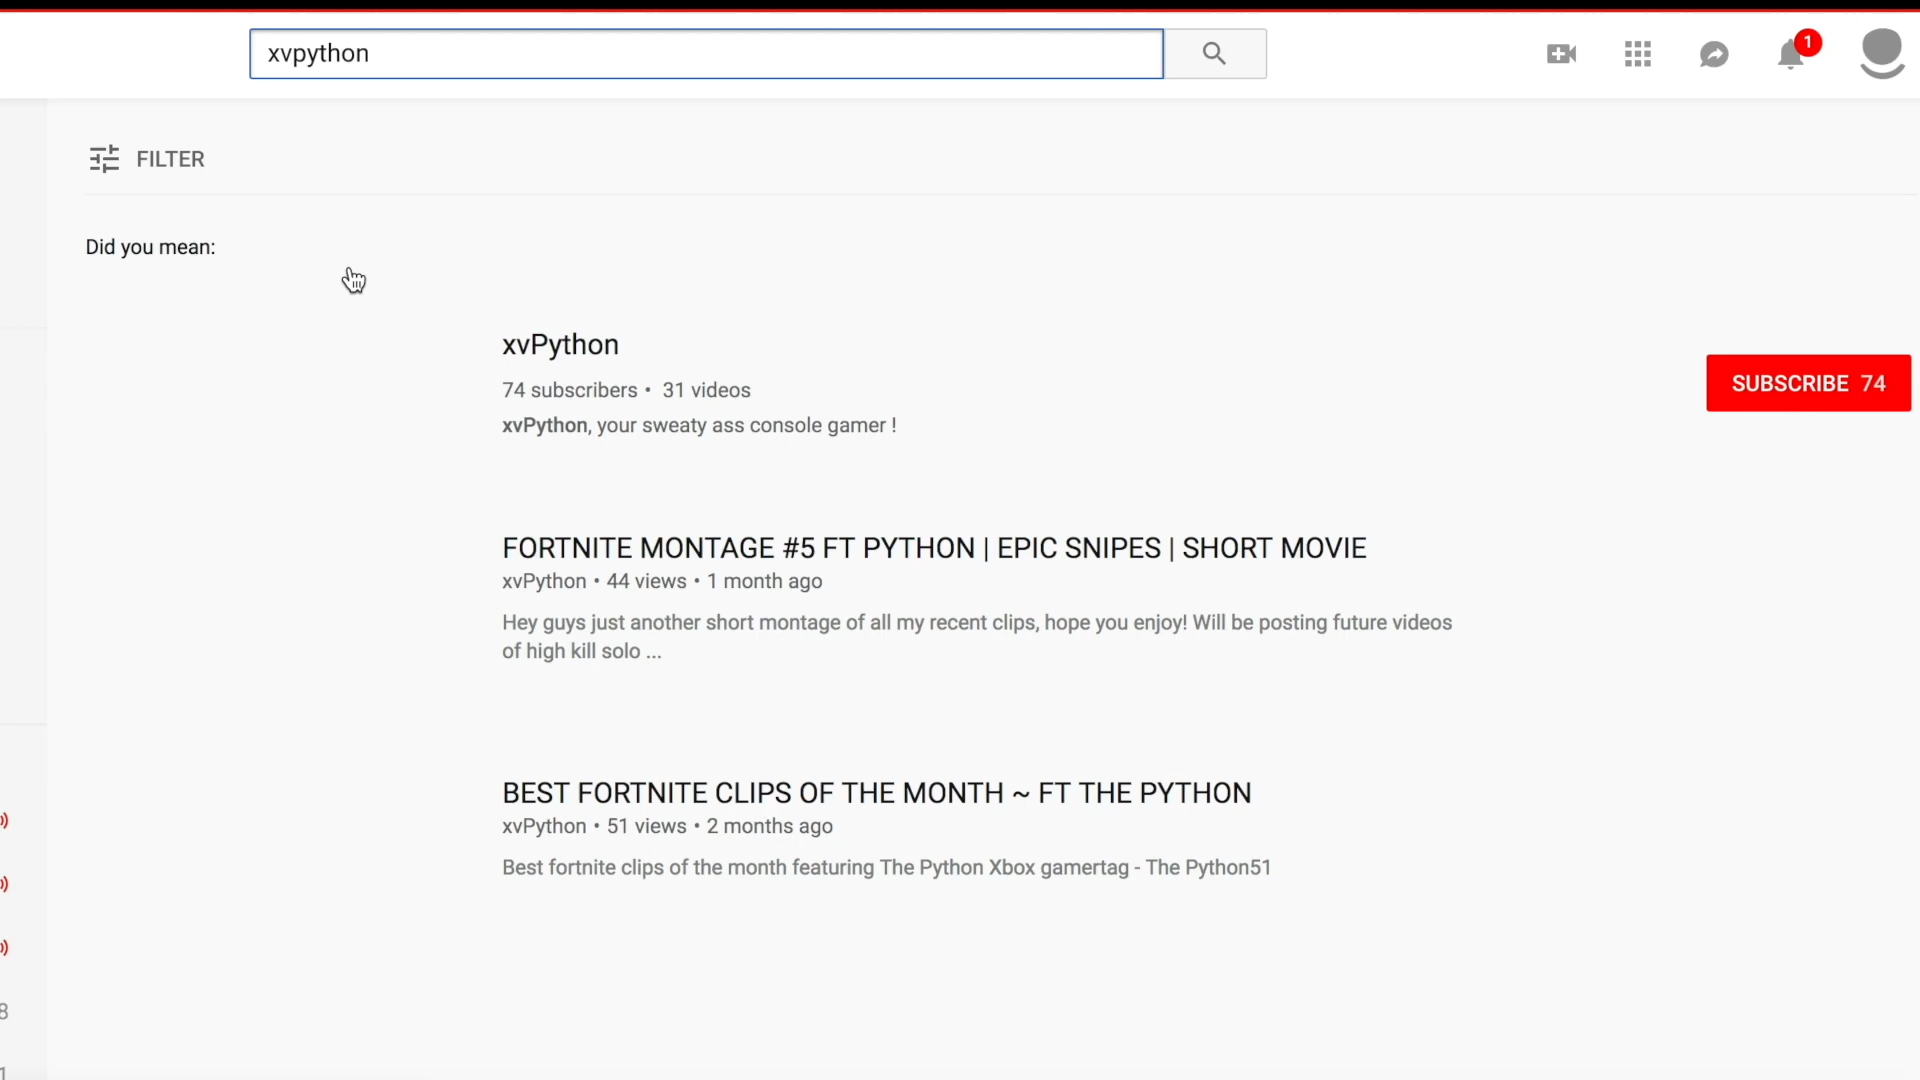 xvpython
1
FILTER
Did you mean:
xvPython
74 subscribers • 31 videos
SUBSCRIBE 74
xvPython, your sweaty ass console gamer !
FORTNITE MONTAGE #5 FT PYTHON | EPIC SNIPES | SHORT MOVIE
xvPython • 44 views • 1 month ago
Hey guys just another short montage of all my recent clips, hope you enjoy! Will be posting future videos
of high kill solo ...
BEST FORTNITE CLIPS OF THE MONTH ~ FT THE PYTHON
xvPython • 51 views • 2 months ago
Best fortnite clips of the month featuring The Python Xbox gamertag - The Python51
8
1